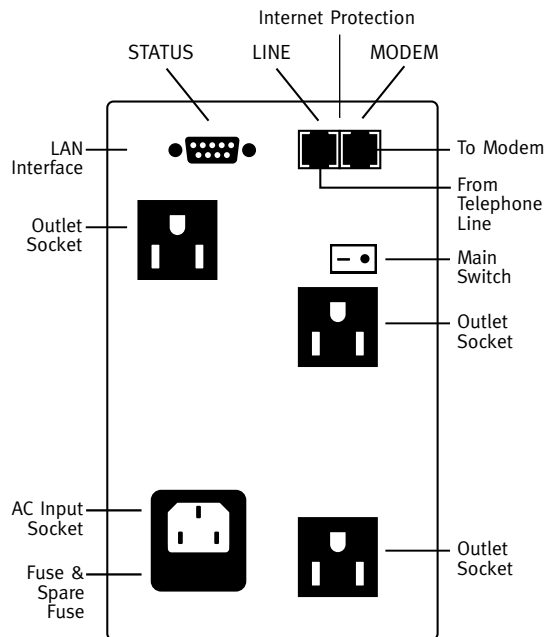 Internet Protection
STATUS
LINE
MODEM
LAN
Interface
To Modem
From
Telephone
Line
Outlet
Socket
Main
Switch
Outlet
Socket
AC Input
Socket
Outlet
Socket
Fuse &
Spare
Fuse